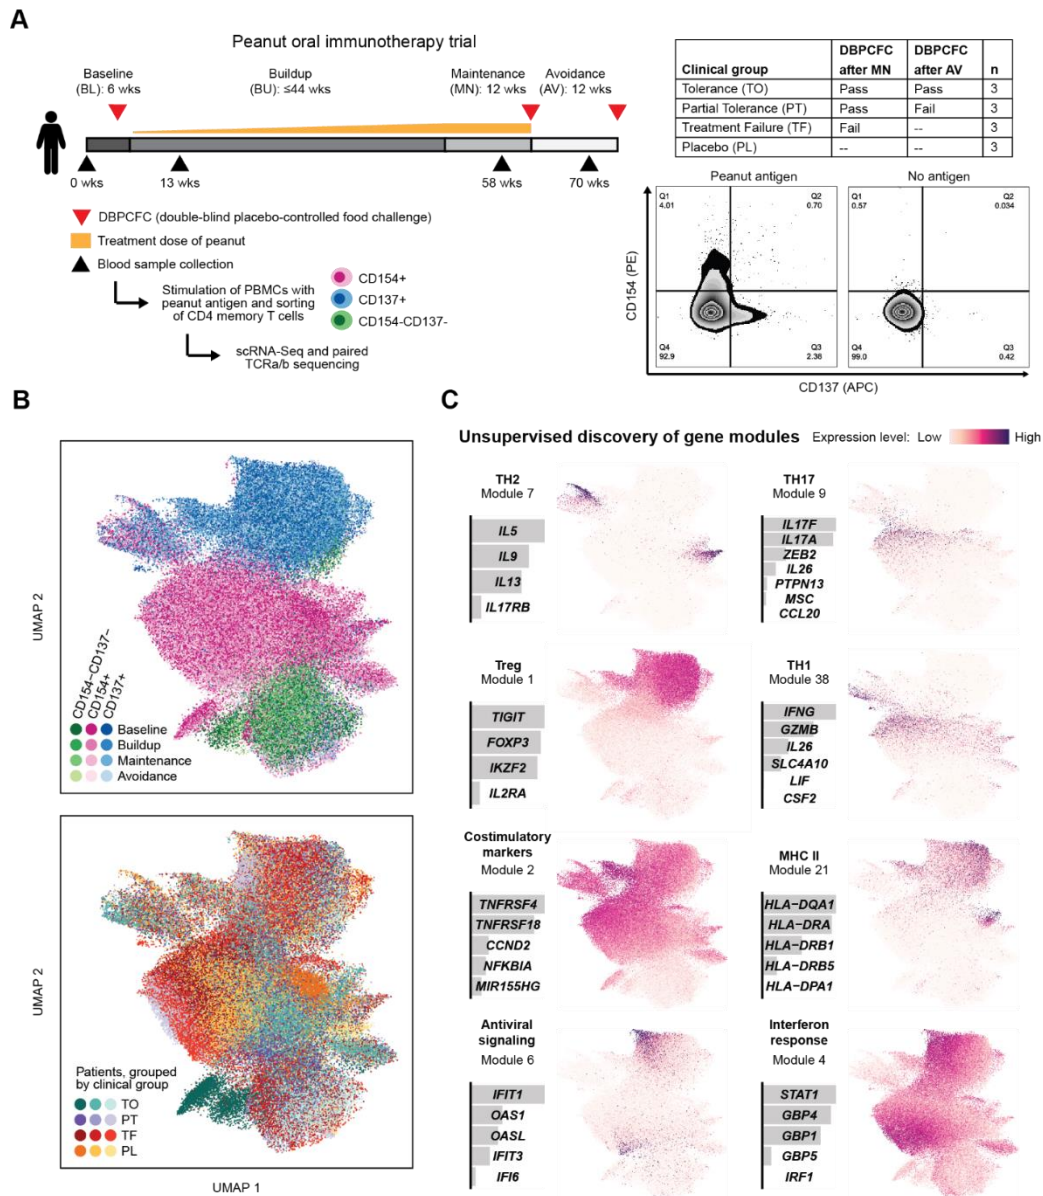 A
Peanut oral immunotherapy trial
Baseline
(BL): 6 wks
Buildup
(BU): ≤44 wks
Maintenance
(MN): 12 wks
Avoidance
(AV): 12 wks
0 wks
13 wks
58 wks
70 wks
DBPCFC (double-blind placebo-controlled food challenge)
Treatment dose of peanut
Blood sample collection
Stimulation of PBMCs with
peanut antigen and sorting
of CD4 memory T cells
CD154+
CD137+
CD154-CD137-
scRNA-Seq and paired
TCRa/b sequencing
Clinical group DBPCFC after MN DBPCFC after AV n
Tolerance (TO) Pass Pass 3
Partial Tolerance (PT) Pass Fail 3
Treatment Failure (TF) Fail -- 3
Placebo (PL) -- -- 3
Peanut antigen
Q1
4.01
Q2
0.70
Q4
92.9
Q3
2.38
No antigen
Q1
0.57
Q2
0.034
Q4
99.0
Q3
0.42
CD154 (PE)
CD137 (APC)
B
UMAP 2
CD154−CD137−
CD154+
CD137+
Baseline
Buildup
Maintenance
Avoidance
UMAP 2
Patients, grouped
by clinical group
TO
PT
TF
PL
UMAP 1
C
Unsupervised discovery of gene modules
Expression level: Low High
TH2
Module 7
IL5
IL9
IL13
IL17RB
TH17
Module 9
IL17F
IL17A
ZEB2
IL26
PTPN13
MSC
CCL20
Treg
Module 1
TIGIT
FOXP3
IKZF2
IL2RA
TH1
Module 38
IFNG
GZMB
IL26
SLC4A10
LIF
CSF2
Costimulatory
markers
Module 2
TNFRSF4
TNFRSF18
CCND2
NFKBIA
MIR155HG
MHC II
Module 21
HLA−DQA1
HLA−DRA
HLA−DRB1
HLA−DRB5
HLA−DPA1
Antiviral
signaling
Module 6
IFIT1
OAS1
OASL
IFIT3
IFI6
Interferon
response
Module 4
STAT1
GBP4
GBP1
GBP5
IRF1